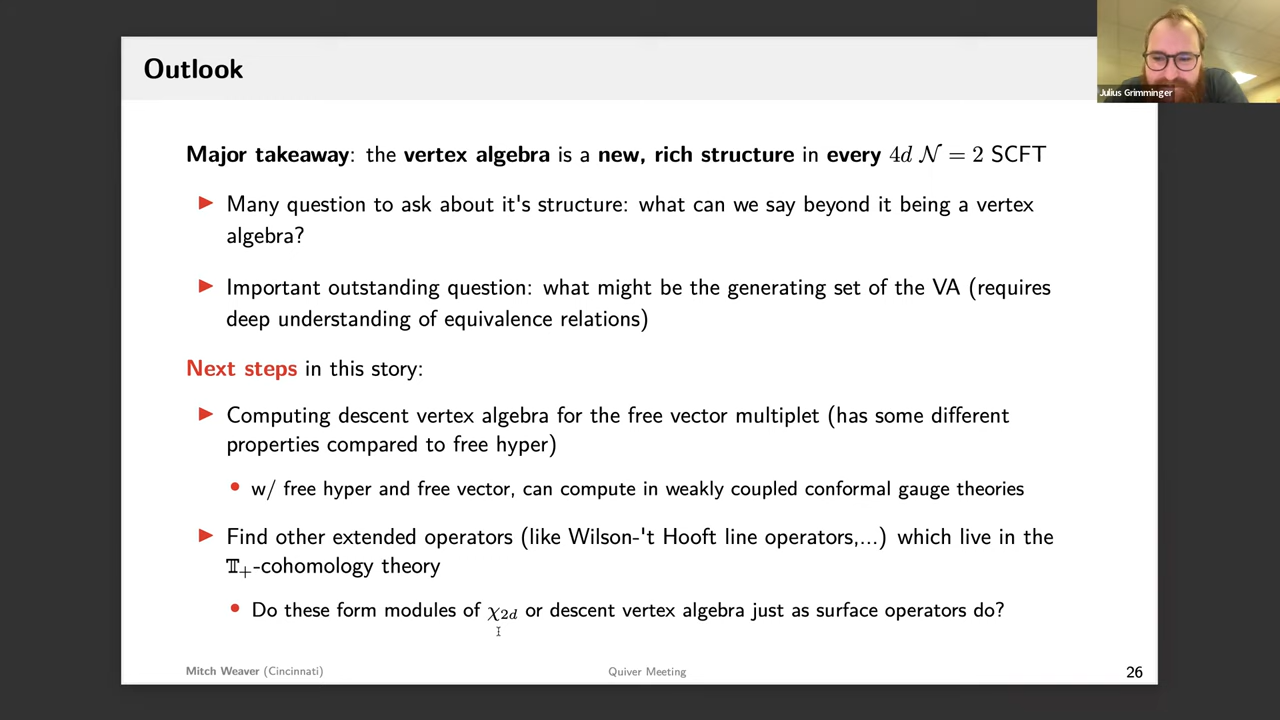 Outlook
Julius Grimminger
Major takeaway: the vertex algebra is a new, rich structure in every 4d 𝒩 = 2 SCFT
Many question to ask about it's structure: what can we say beyond it being a vertex
algebra?
Important outstanding question: what might be the generating set of the VA (requires
deep understanding of equivalence relations)
Next steps in this story:
Computing descent vertex algebra for the free vector multiplet (has some different
properties compared to free hyper)
w/ free hyper and free vector, can compute in weakly coupled conformal gauge theories
Find other extended operators (like Wilson-'t Hooft line operators,...) which live in the
𝕋₊-cohomology theory
Do these form modules of χ2d or descent vertex algebra just as surface operators do?
Mitch Weaver (Cincinnati)
Quiver Meeting
26